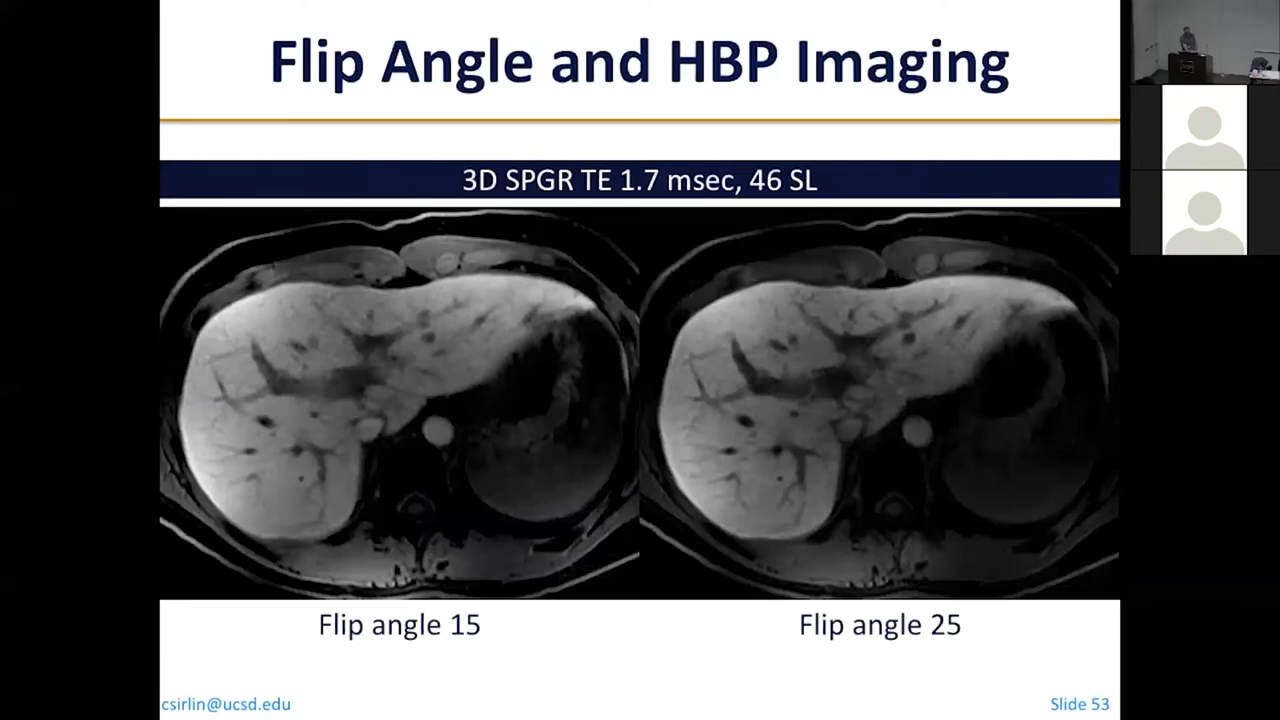 Flip Angle and HBP Imaging
3D SPGR TE 1.7 msec, 46 SL
Flip angle 15
Flip angle 25
csirlin@ucsd.edu
Slide 53